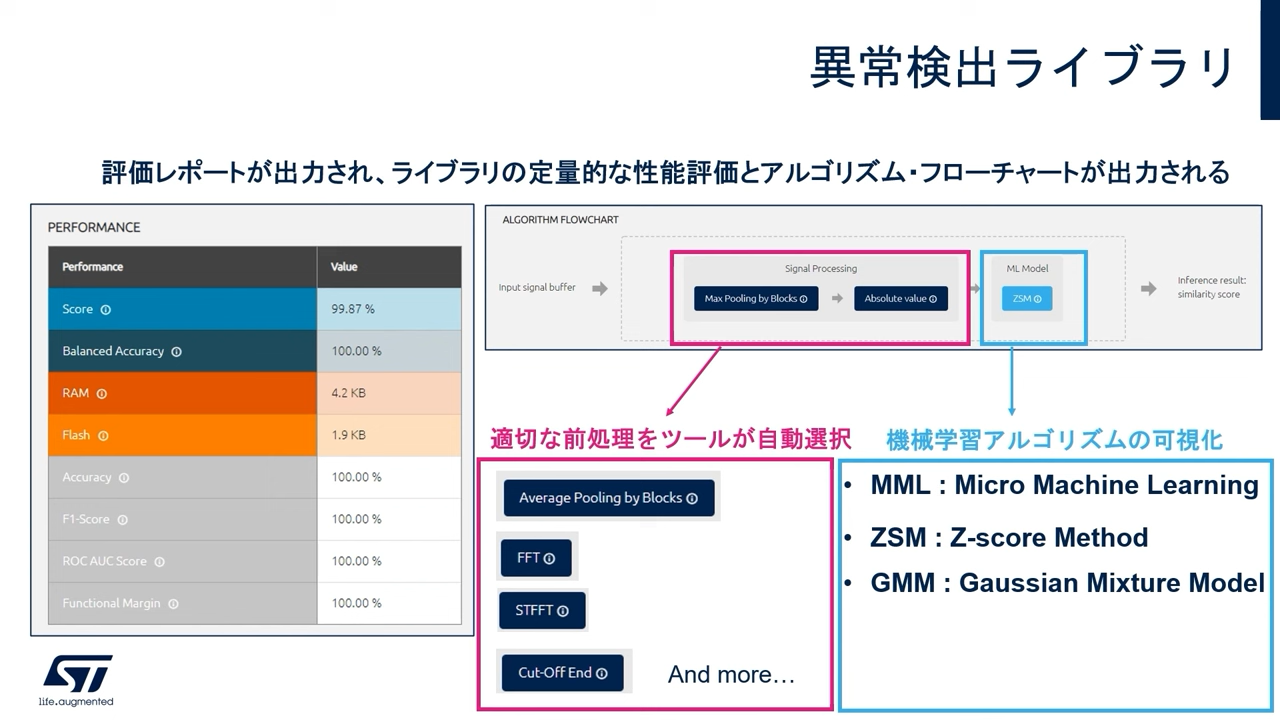 異常検出ライブラリ
評価レポートが出力され、ライブラリの定量的な性能評価とアルゴリズム・フローチャートが出力される
PERFORMANCE
Performance Value
Score 99.87 %
Balanced Accuracy 100.00 %
RAM 4.2 KB
Flash 1.9 KB
Accuracy 100.00 %
F1-Score 100.00 %
ROC AUC Score 100.00 %
Functional Margin 100.00 %
ALGORITHM FLOWCHART
Input signal buffer
Signal Processing
Max Pooling by Blocks
Absolute value
ML Model
ZSM
Inference result:
similarity score
適切な前処理をツールが自動選択
Average Pooling by Blocks
FFT
STFFT
Cut-Off End
And more…
機械学習アルゴリズムの可視化
• MML : Micro Machine Learning
• ZSM : Z-score Method
• GMM : Gaussian Mixture Model
ST
life.augmented